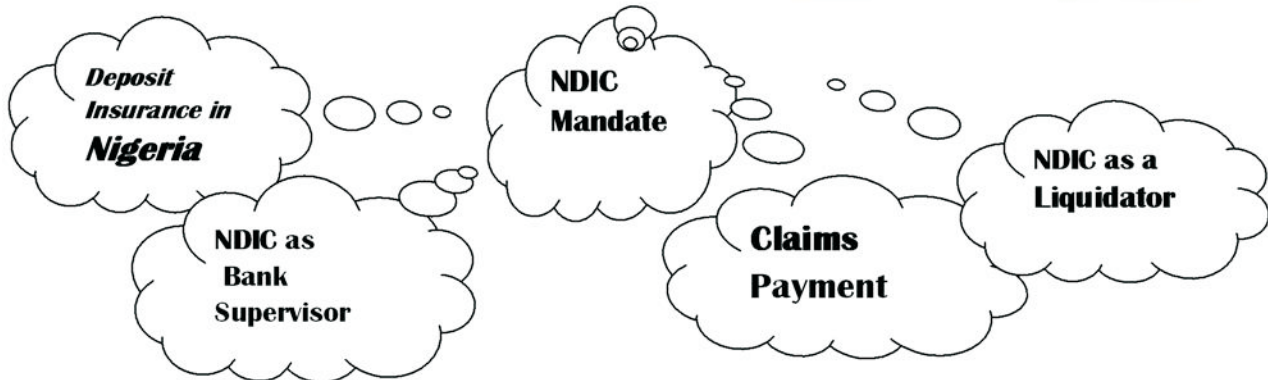 Deposit
Insurance in
Nigeria
NDIC as
Bank
Supervisor
NDIC
Mandate
Claims
Payment
NDIC as a
Liquidator